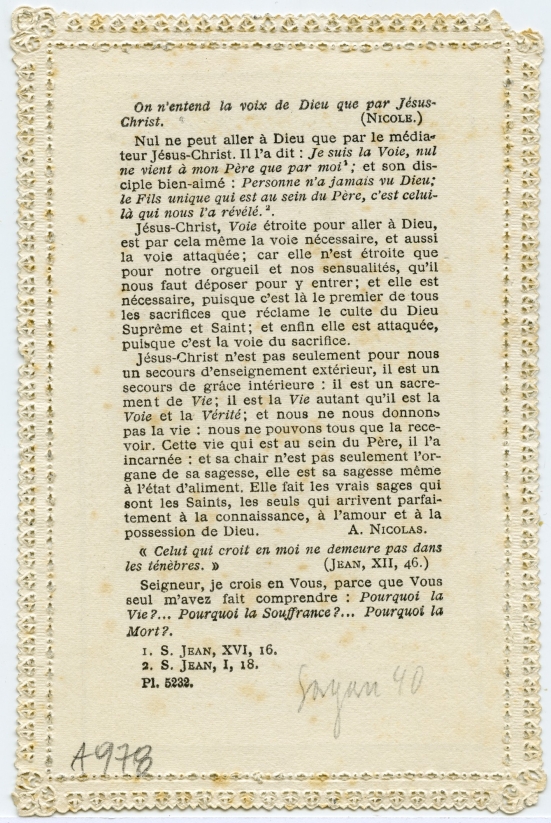 On n'entend la voix de Dieu que par Jésus-
Christ. (NICOLE.)
Nul ne peut aller à Dieu que par le média-
teur Jésus-Christ. Il l'a dit : Je suis la Voie, nul
ne vient à mon Père que par moi¹; et son dis-
ciple bien-aimé : Personne n'a jamais vu Dieu;
le Fils unique qui est au sein du Père, c'est celui-
là qui nous l'a révélé.².
Jésus-Christ, Voie étroite pour aller à Dieu,
est par cela même la voie nécessaire, et aussi
la voie attaquée; car elle n'est étroite que
pour notre orgueil et nos sensualités, qu'il
nous faut déposer pour y entrer; et elle est
nécessaire, puisque c'est là le premier de tous
les sacrifices que réclame le culte du Dieu
Suprême et Saint; et enfin elle est attaquée,
puisque c'est la voie du sacrifice.
Jésus-Christ n'est pas seulement pour nous
un secours d'enseignement extérieur, il est un
secours de grâce intérieure : il est un sacre-
ment de Vie; il est la Vie autant qu'il est la
Voie et la Vérité; et nous ne nous donnons
pas la vie : nous ne pouvons tous que la rece-
voir. Cette vie qui est au sein du Père, il l'a
incarnée : et sa chair n'est pas seulement l'or-
gane de sa sagesse, elle est sa sagesse même
à l'état d'aliment. Elle fait les vrais sages qui
sont les Saints, les seuls qui arrivent parfai-
tement à la connaissance, à l'amour et à la
possession de Dieu. A. NICOLAS.
« Celui qui croit en moi ne demeure pas dans
les ténèbres. » (JEAN, XII, 46.)
Seigneur, je crois en Vous, parce que Vous
seul m'avez fait comprendre : Pourquoi la
Vie?... Pourquoi la Souffrance?... Pourquoi la
Mort?.
1. S. JEAN, XVI, 16.
2. S. JEAN, I, 18.
Pl. 5232.
40
A978